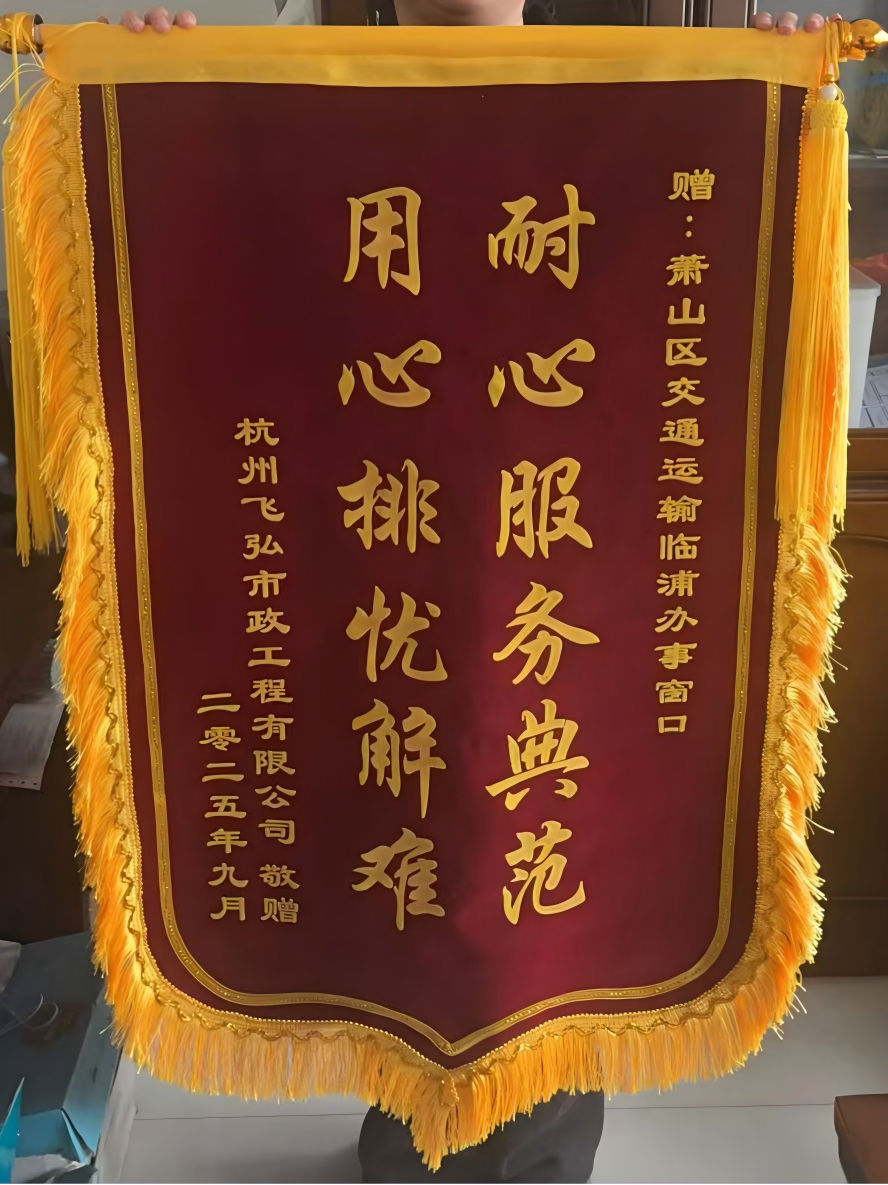 赠：萧山区交通运输临浦办事窗口
耐心服务典范
用心排忧解难
杭州飞弘市政工程有限公司 敬赠
二零二五年九月